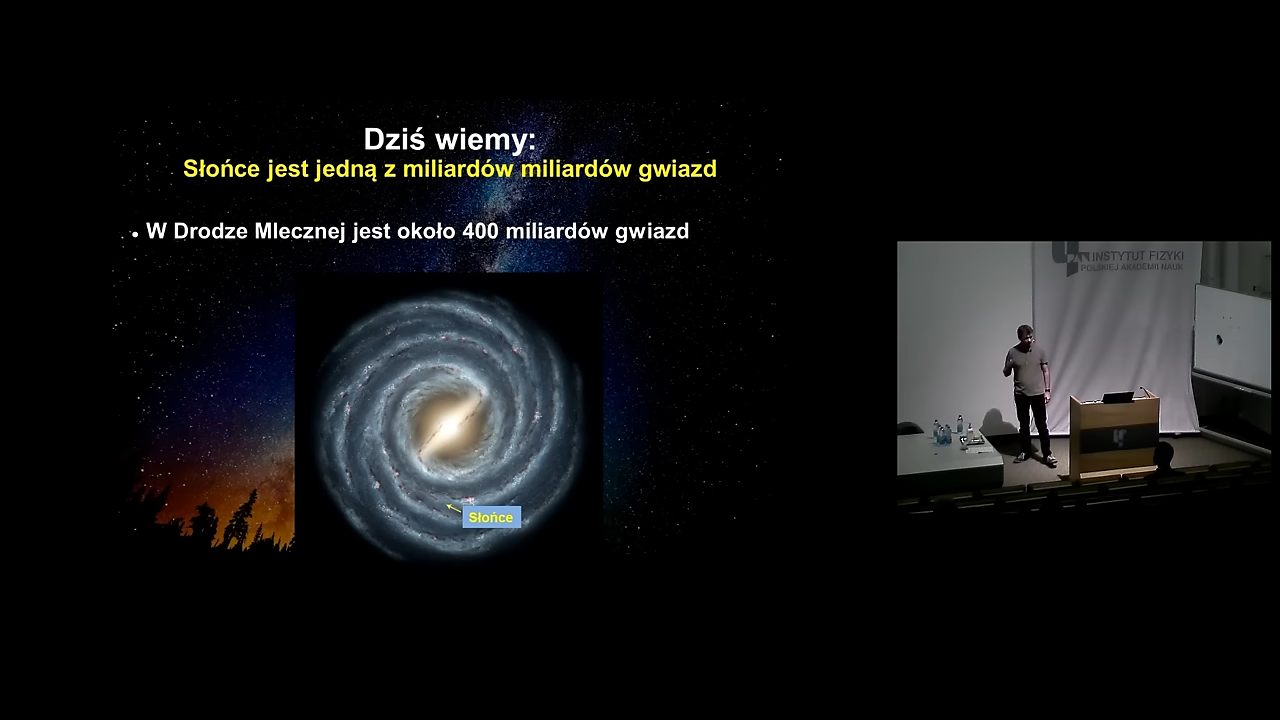 Dziś wiemy:
Słońce jest jedną z miliardów miliardów gwiazd
• W Drodze Mlecznej jest około 400 miliardów gwiazd
Słońce
INSTYTUT FIZYKI
POLSKIEJ AKADEMII NAUK